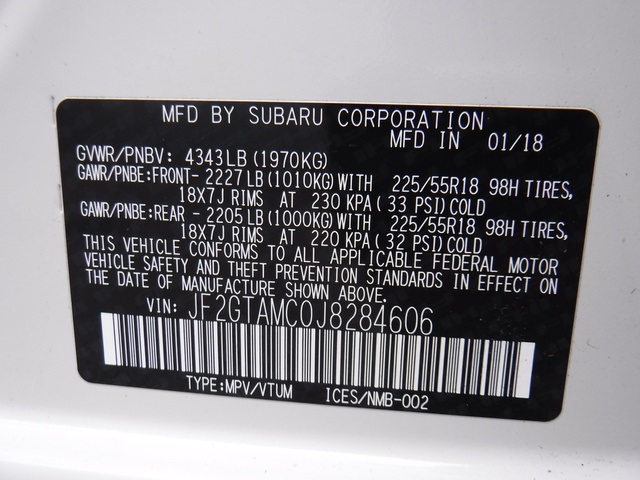 MFD BY SUBARU CORPORATION
MFD IN 01/18
GVWR/PNBV: 4343LB(1970KG)
GAWR/PNBE:FRONT-2227LB(1010KG)WITH 225/55R18 98H TIRES,
18X7J RIMS AT 230 KPA(33 PSI)COLD
GAWR/PNBE:REAR -2205LB(1000KG)WITH 225/55R18 98H TIRES,
18X7J RIMS AT 220 KPA(32 PSI)COLD
THIS VEHICLE CONFORMS TO ALL APPLICABLE FEDERAL MOTOR
VEHICLE SAFETY AND THEFT PREVENTION STANDARDS IN EFFECT
ON THE DATE OF MANUFACTURE SHOWN ABOVE.
VIN: JF2GTAMC0J8284606
TYPE:MPV/VTUM ICES/NMB-002